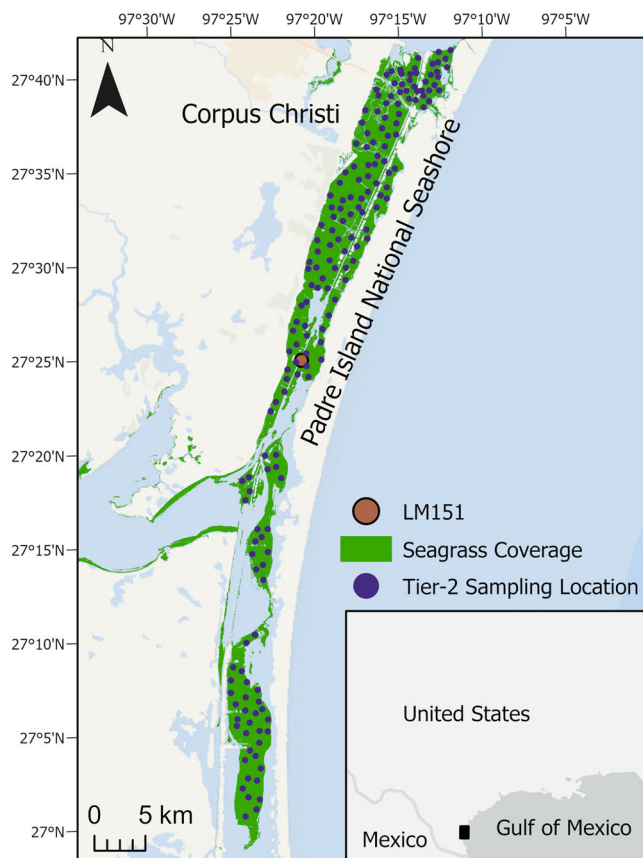 97°30'W 97°25'W 97°20'W 97°15'W 97°10'W 97°5'W
N
27°40'N
Corpus Christi
27°35'N
Padre Island National Seashore
27°30'N
27°25'N
27°20'N
LM151
Seagrass Coverage
27°15'N
Tier-2 Sampling Location
27°10'N
United States
27°5'N
0 5 km
27°N
Mexico
Gulf of Mexico